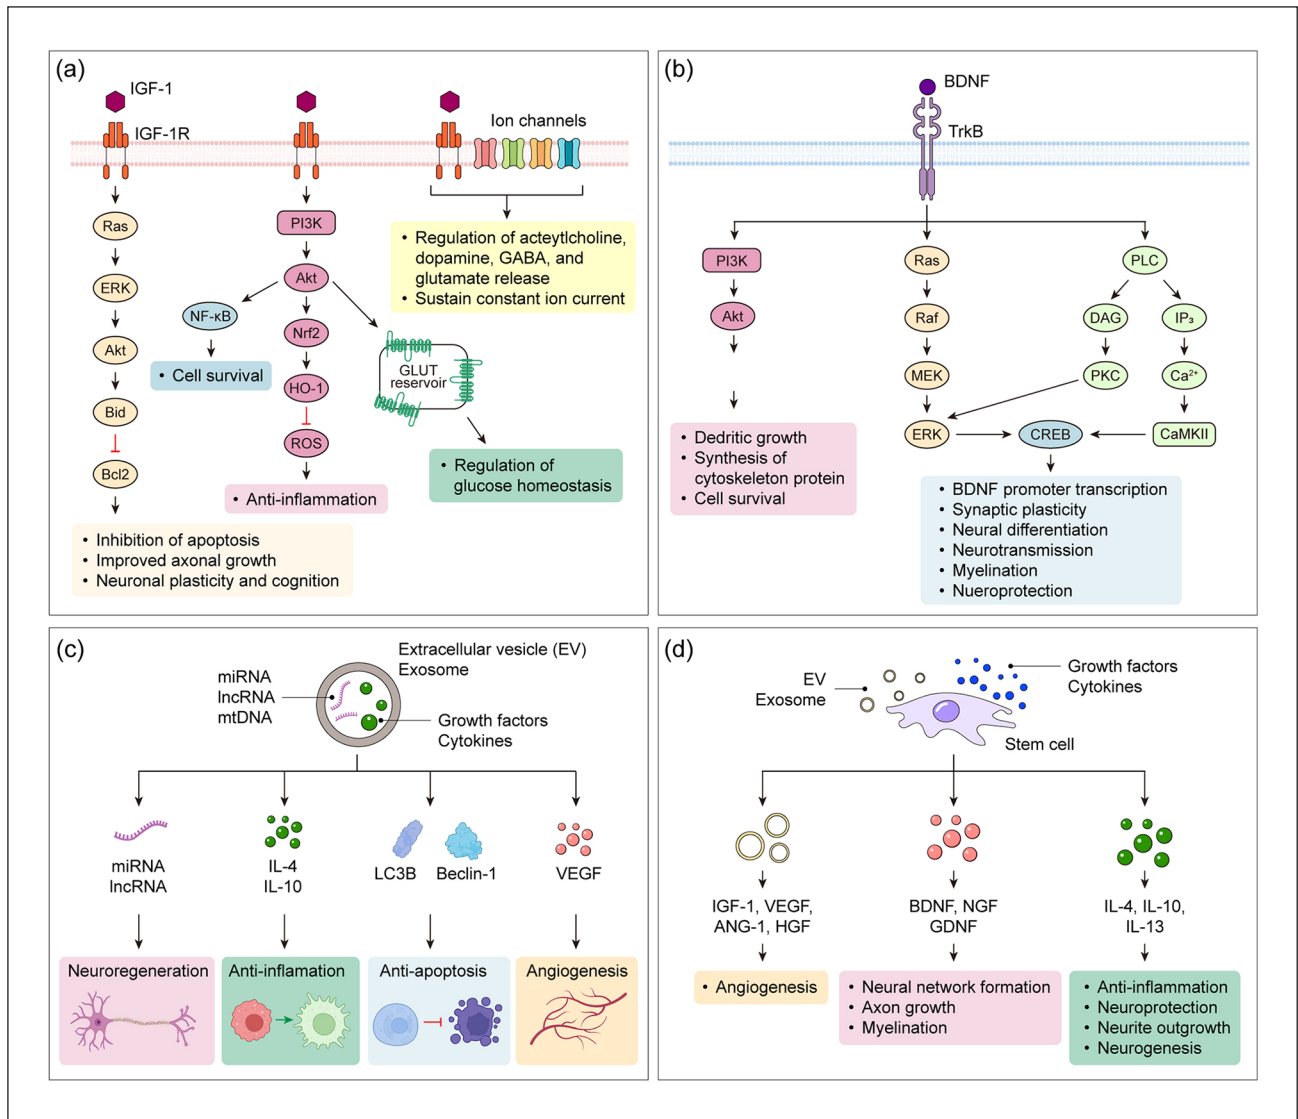 (a)
IGF-1
IGF-1R
Ion channels
Ras
ERK
Akt
Bid
Bcl2
• Inhibition of apoptosis
• Improved axonal growth
• Neuronal plasticity and cognition
PI3K
Akt
NF-κB
• Cell survival
Nrf2
HO-1
ROS
• Anti-inflammation
GLUT
reservoir
• Regulation of
glucose homeostasis
• Regulation of acteytlcholine,
dopamine, GABA, and
glutamate release
• Sustain constant ion current
(b)
BDNF
TrkB
PI3K
Akt
• Dedritic growth
• Synthesis of
cytoskeleton protein
• Cell survival
Ras
Raf
MEK
ERK
PLC
DAG
IP₃
PKC
Ca²⁺
CREB
CaMKII
• BDNF promoter transcription
• Synaptic plasticity
• Neural differentiation
• Neurotransmission
• Myelination
• Nueroprotection
(c)
Extracellular vesicle (EV)
Exosome
miRNA
lncRNA
mtDNA
Growth factors
Cytokines
miRNA
lncRNA
IL-4
IL-10
LC3B
Beclin-1
VEGF
Neuroregeneration
Anti-inflamation
Anti-apoptosis
Angiogenesis
(d)
EV
Exosome
Growth factors
Cytokines
Stem cell
IGF-1, VEGF,
ANG-1, HGF
BDNF, NGF
GDNF
IL-4, IL-10,
IL-13
• Angiogenesis
• Neural network formation
• Axon growth
• Myelination
• Anti-inflammation
• Neuroprotection
• Neurite outgrowth
• Neurogenesis